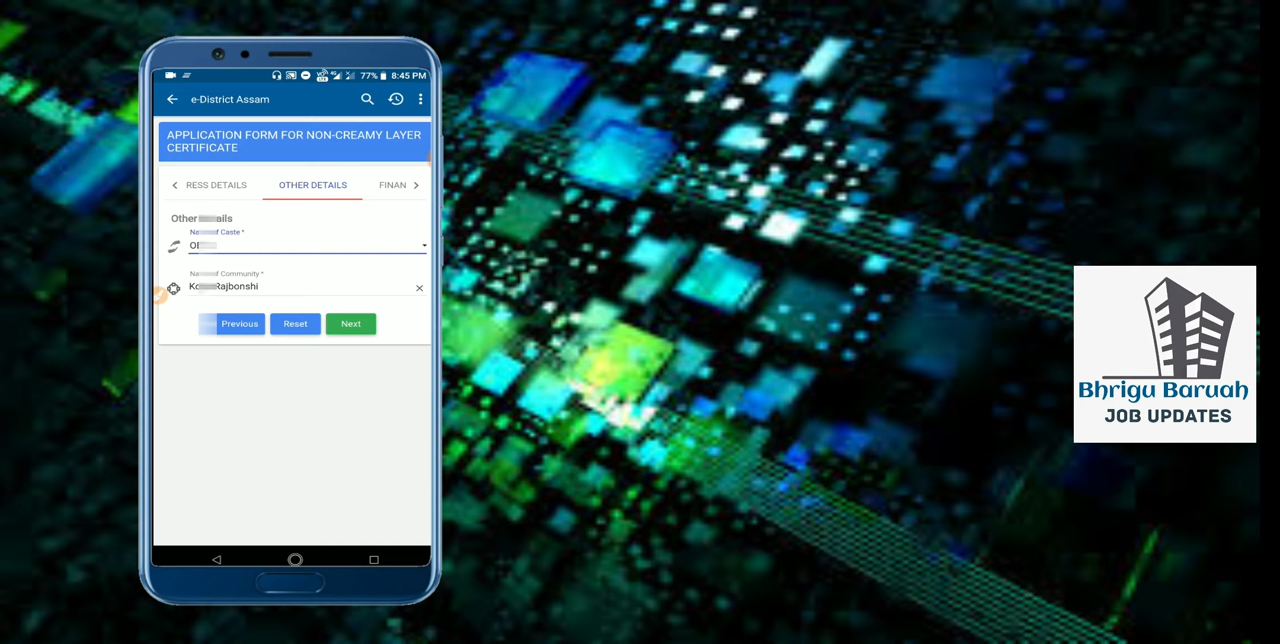 77% 8:45 PM
e-District Assam
APPLICATION FORM FOR NON-CREAMY LAYER
CERTIFICATE
RESS DETAILS OTHER DETAILS FINAN
Other
Caste *
Community *
Rajbonshi
Previous Reset Next
Bhrigu Baruah
JOB UPDATES